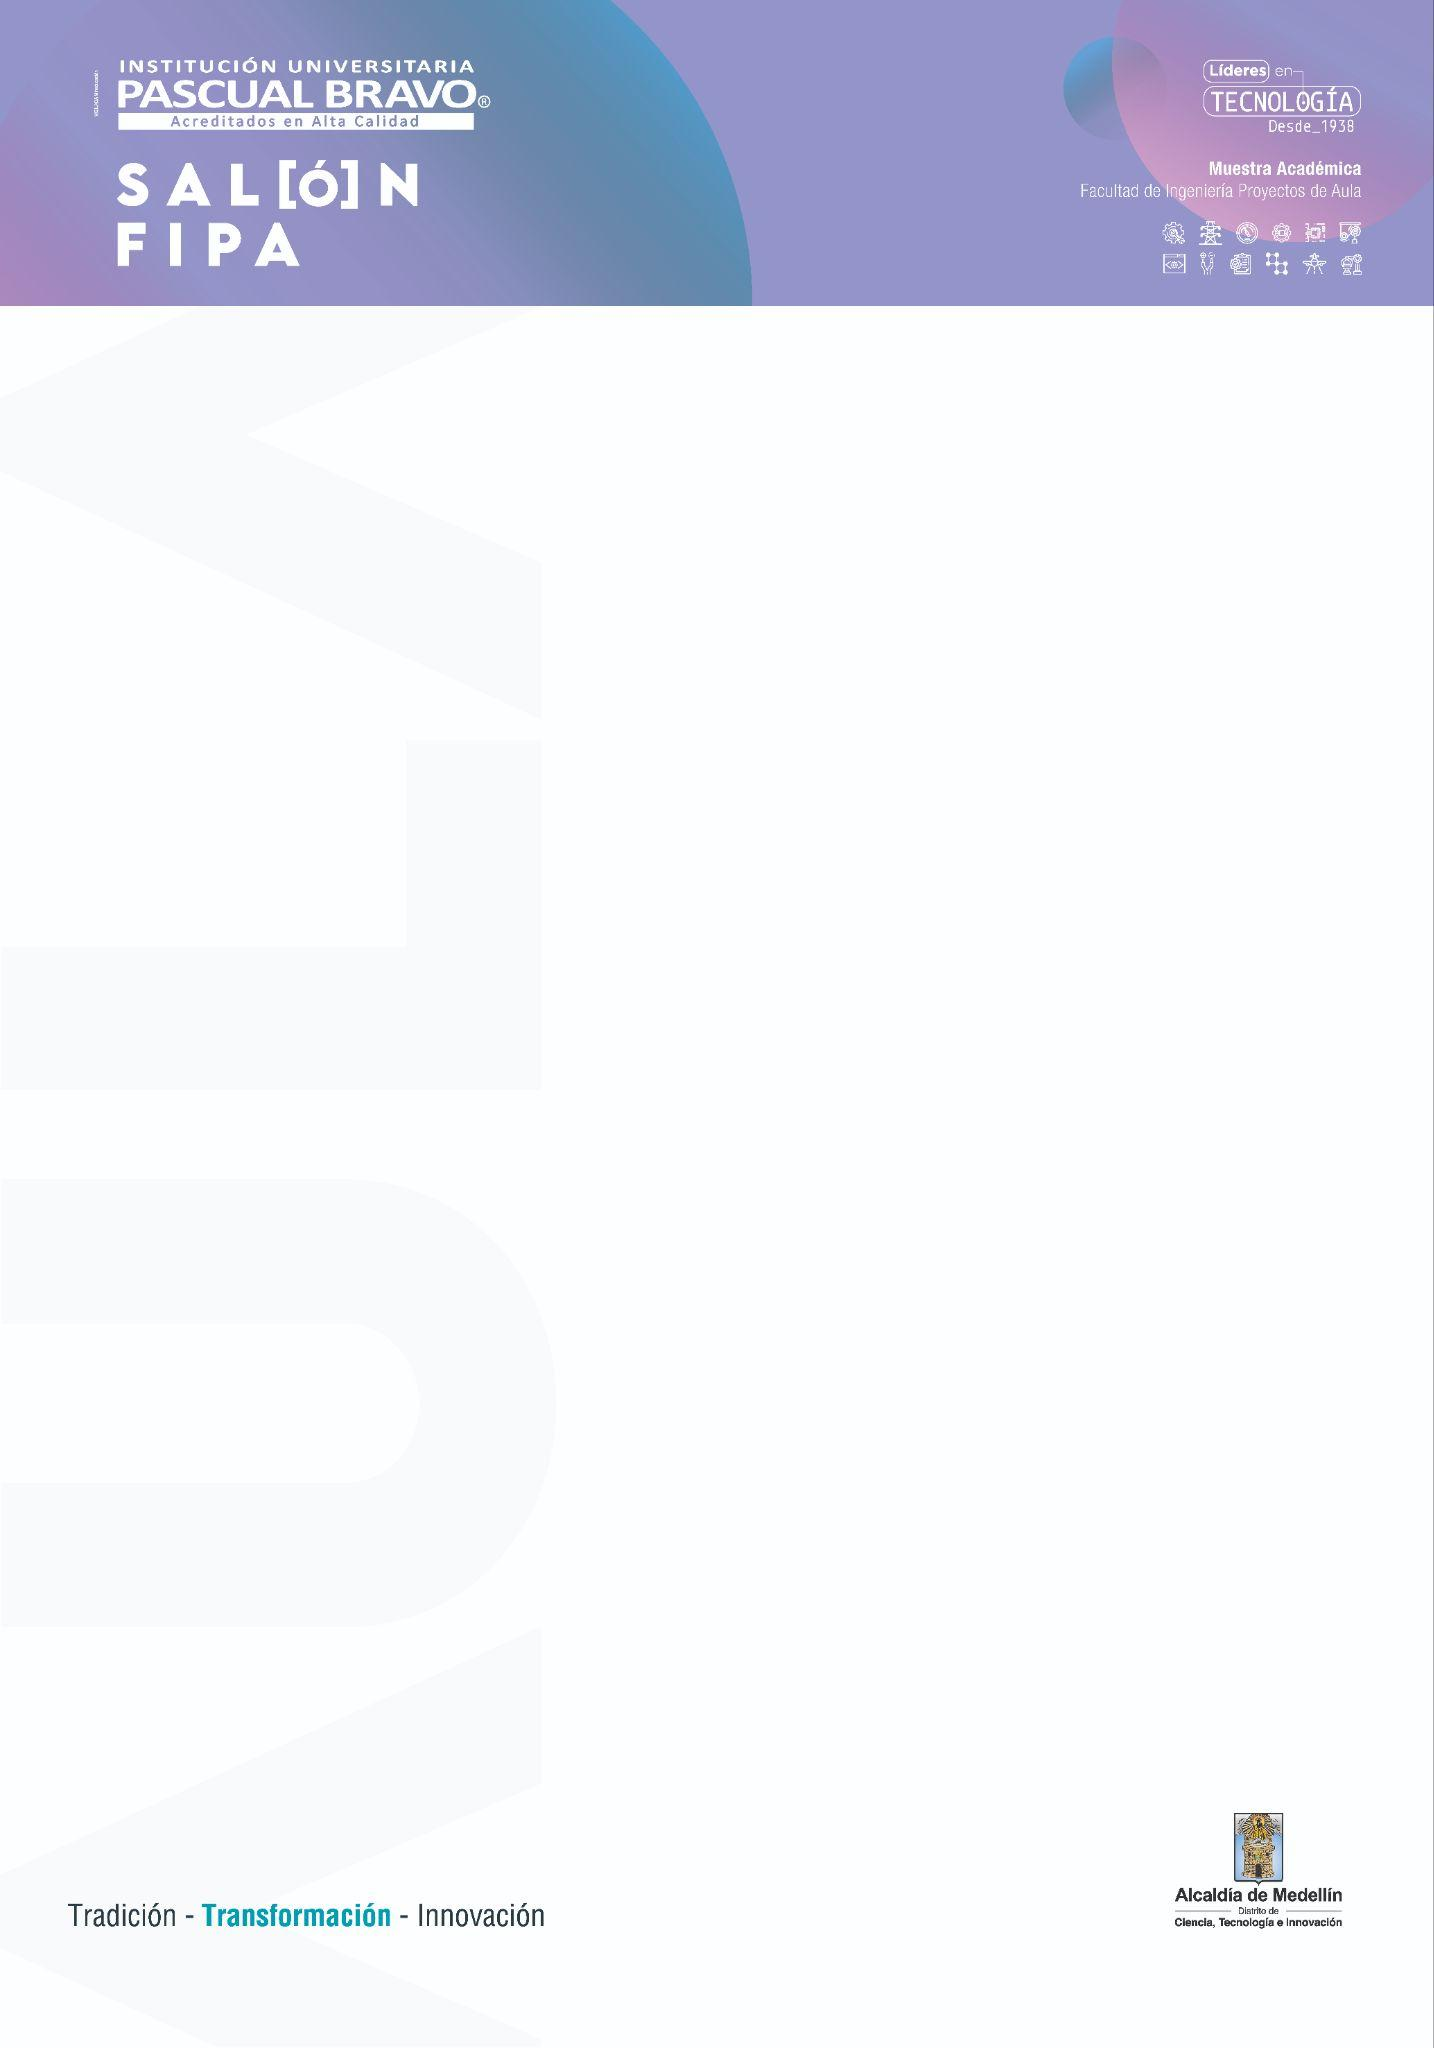 INSTITUCIÓN UNIVERSITARIA
PASCUAL BRAVO®
Acreditados en Alta Calidad
SAL[Ó]N
FIPA
Líderes en
TECNOLOGÍA
Desde_1938
Muestra Académica
Facultad de Ingeniería Proyectos de Aula
AULA
Tradición - Transformación - Innovación
Alcaldía de Medellín
Distrito de
Ciencia, Tecnología e Innovación